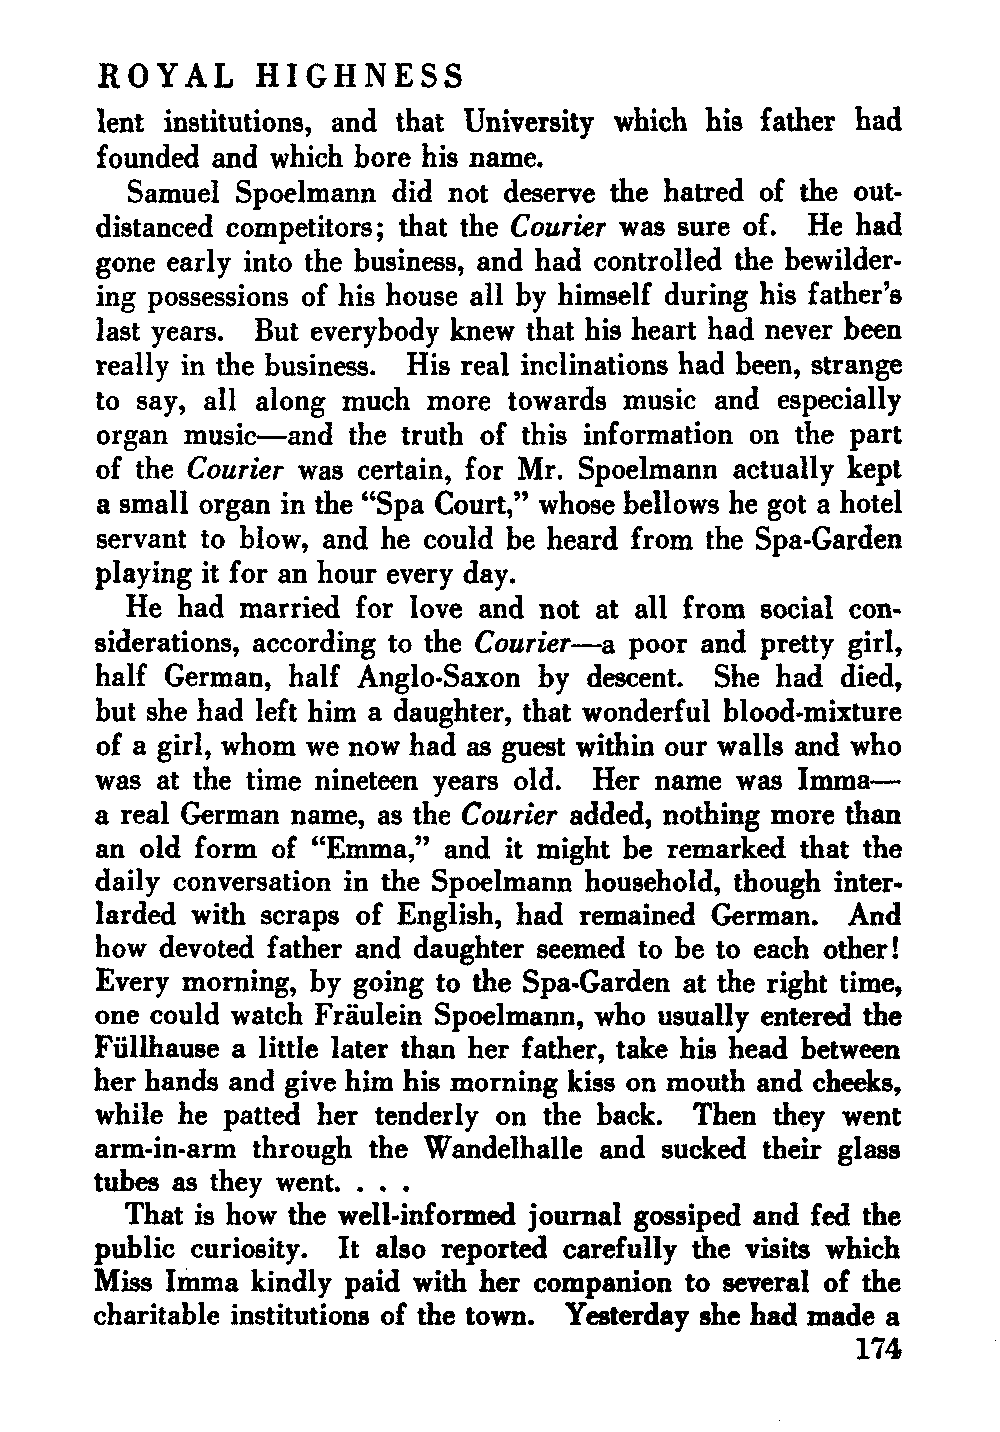 ROYAL HIGHNESS
lent institutions, and that University which his father had
founded and which bore his name.
Samuel Spoelmann did not deserve the hatred of the out-
distanced competitors; that the Courier was sure of. He had
gone early into the business, and had controlled the bewilder-
ing possessions of his house all by himself during his father's
last years. But everybody knew that his heart had never been
really in the business. His real inclinations had been, strange
to say, all along much more towards music and especially
organ music—and the truth of this information on the part
of the Courier was certain, for Mr. Spoelmann actually kept
a small organ in the “Spa Court,” whose bellows he got a hotel
servant to blow, and he could be heard from the Spa-Garden
playing it for an hour every day.
He had married for love and not at all from social con-
siderations, according to the Courier—a poor and pretty girl,
half German, half Anglo-Saxon by descent. She had died,
but she had left him a daughter, that wonderful blood-mixture
of a girl, whom we now had as guest within our walls and who
was at the time nineteen years old. Her name was Imma—
a real German name, as the Courier added, nothing more than
an old form of “Emma,” and it might be remarked that the
daily conversation in the Spoelmann household, though inter-
larded with scraps of English, had remained German. And
how devoted father and daughter seemed to be to each other!
Every morning, by going to the Spa-Garden at the right time,
one could watch Fräulein Spoelmann, who usually entered the
Füllhause a little later than her father, take his head between
her hands and give him his morning kiss on mouth and cheeks,
while he patted her tenderly on the back. Then they went
arm-in-arm through the Wandelhalle and sucked their glass
tubes as they went. . . .
That is how the well-informed journal gossiped and fed the
public curiosity. It also reported carefully the visits which
Miss Imma kindly paid with her companion to several of the
charitable institutions of the town. Yesterday she had made a
174